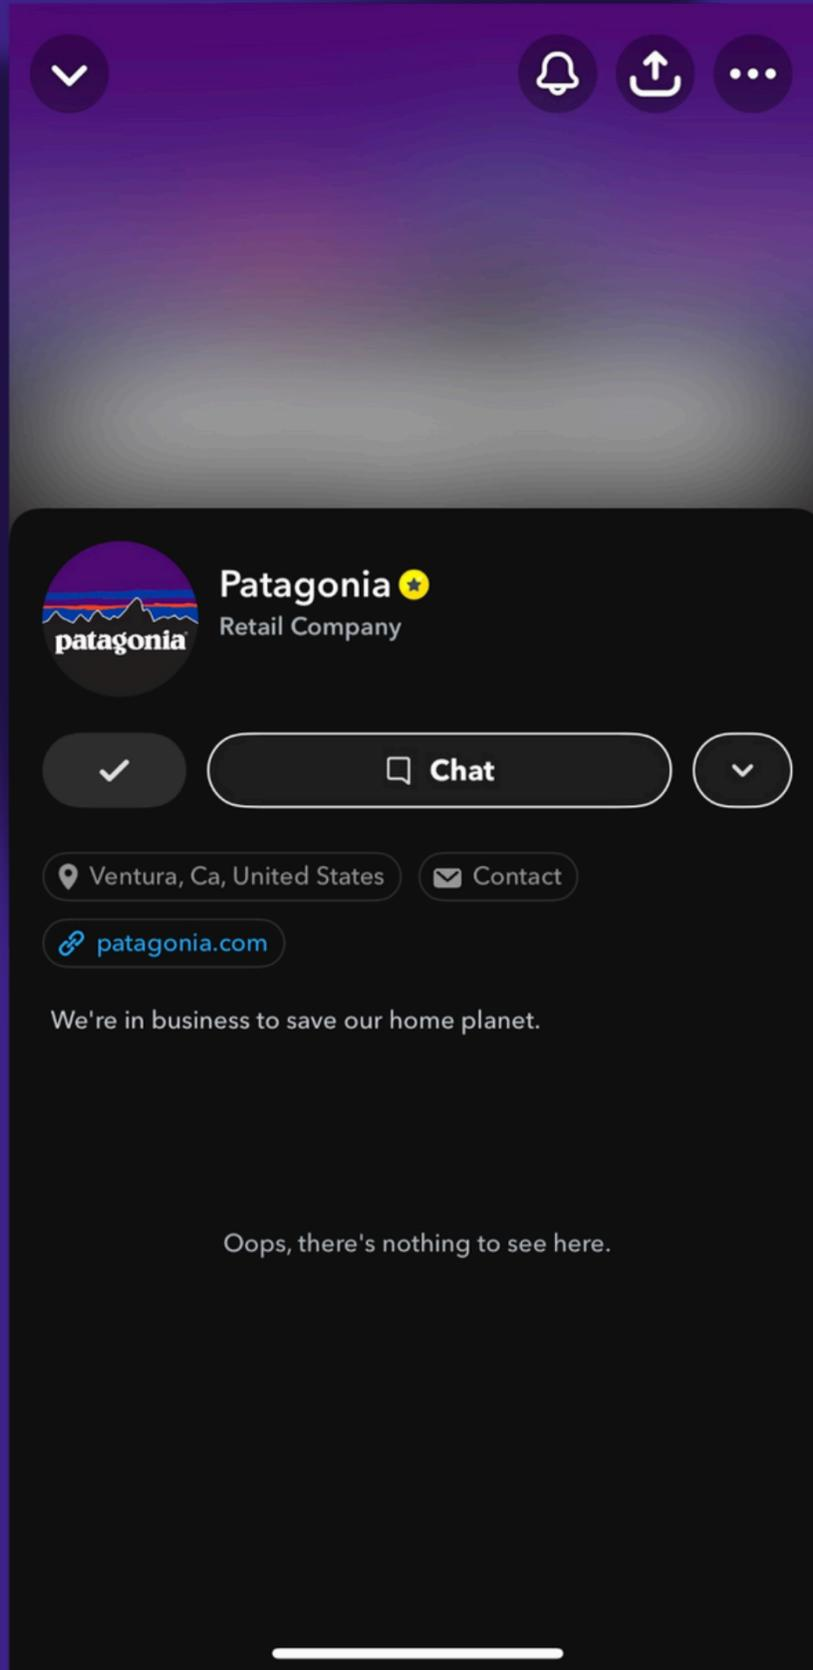 patagonia
Patagonia
Retail Company
Chat
Ventura, Ca, United States
Contact
patagonia.com
We're in business to save our home planet.
Oops, there's nothing to see here.